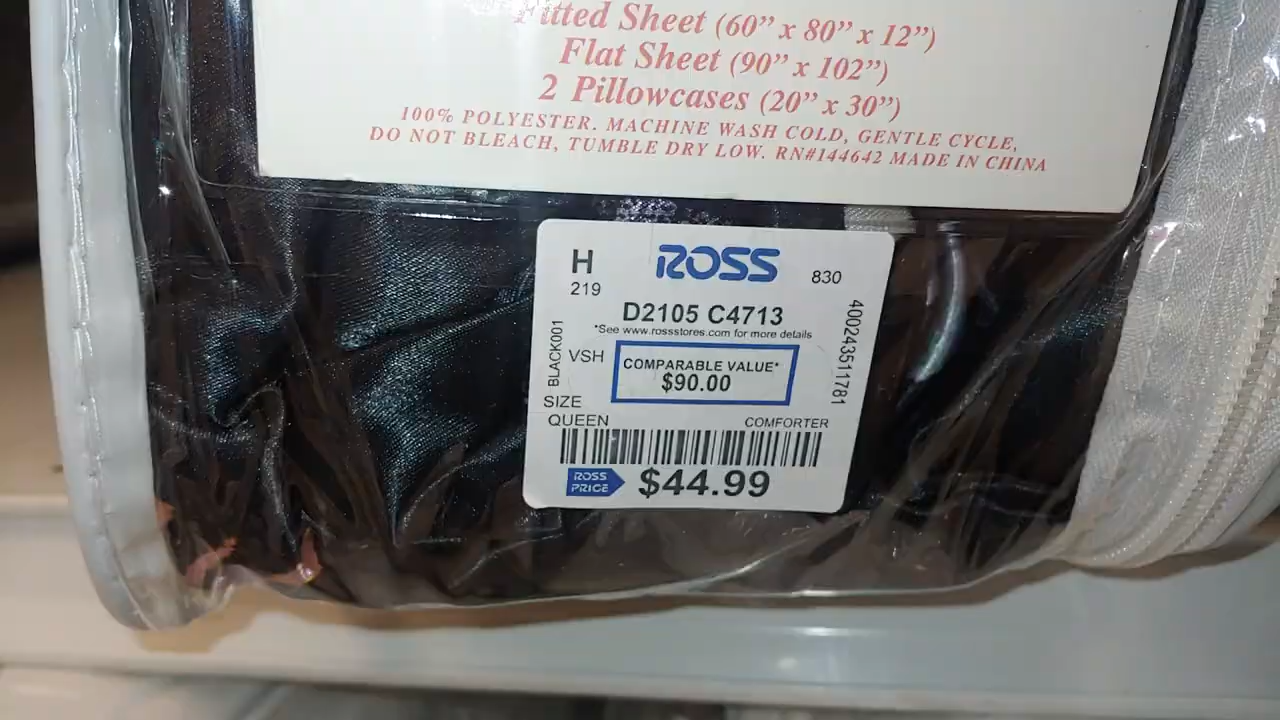 Fitted Sheet (60” x 80” x 12”)
Flat Sheet (90” x 102”)
2 Pillowcases (20” x 30”)
100% POLYESTER. MACHINE WASH COLD, GENTLE CYCLE,
DO NOT BLEACH, TUMBLE DRY LOW. RN#144642 MADE IN CHINA
H
ROSS
830
219
D2105 C4713
*See www.rossstores.com for more details
BLACK001
VSH
COMPARABLE VALUE*
$90.00
400243511781
SIZE
QUEEN
COMFORTER
ROSS
PRICE
$44.99